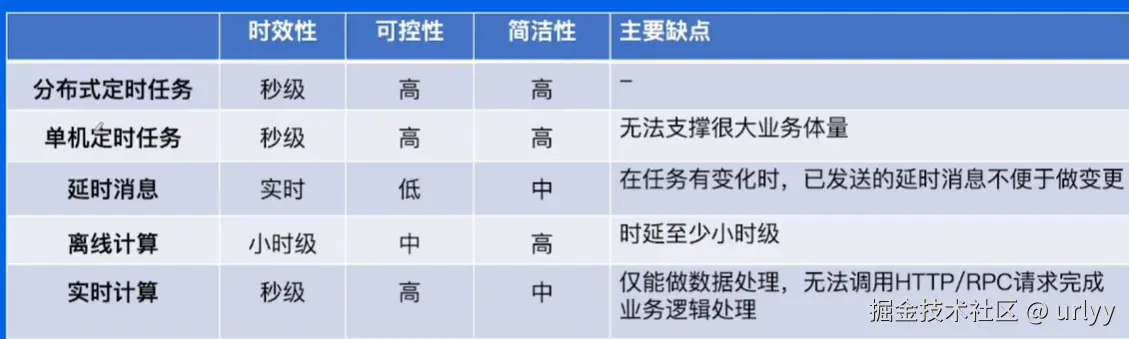 时效性 可控性 简洁性 主要缺点
分布式定时任务 秒级 高 高 –
单机定时任务 秒级 高 高 无法支撑很大业务体量
延时消息 实时 低 中 在任务有变化时，已发送的延时消息不便于做变更
离线计算 小时级 中 高 时延至少小时级
实时计算 秒级 高 中 仅能做数据处理，无法调用HTTP/RPC请求完成
业务逻辑处理
掘金技术社区 @ urlyy